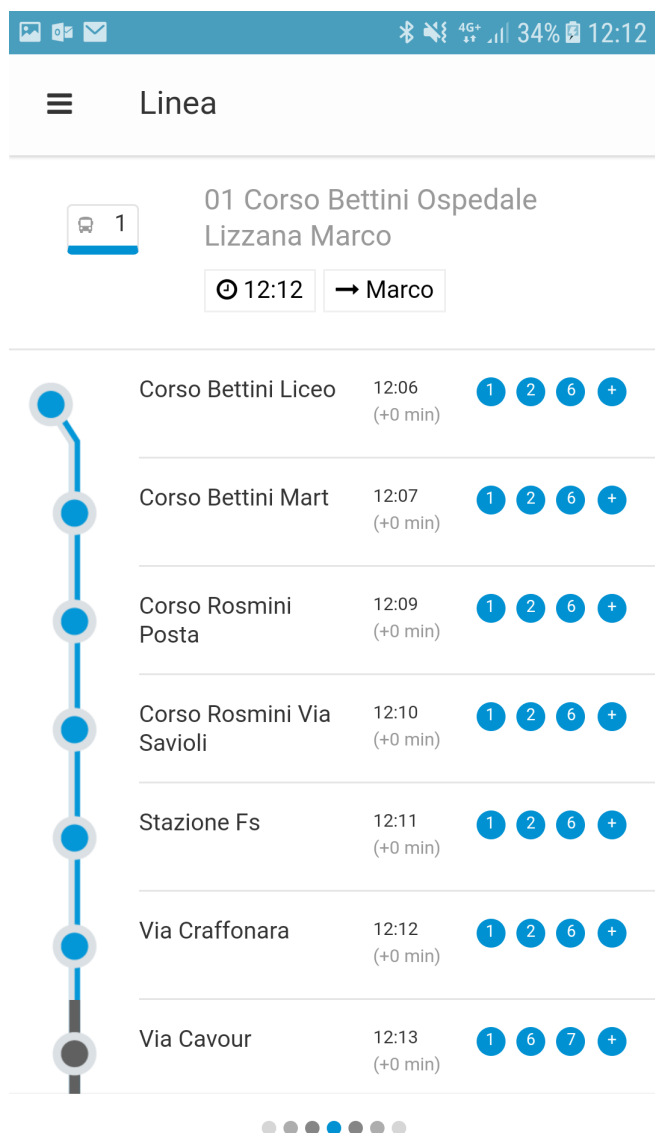 4G+ 34% 12:12
Linea
1
01 Corso Bettini Ospedale
Lizzana Marco
12:12 → Marco
Corso Bettini Liceo 12:06 1 2 6 +
(+0 min)
Corso Bettini Mart 12:07 1 2 6 +
(+0 min)
Corso Rosmini 12:09 1 2 6 +
Posta (+0 min)
Corso Rosmini Via 12:10 1 2 6 +
Savioli (+0 min)
Stazione Fs 12:11 1 2 6 +
(+0 min)
Via Craffonara 12:12 1 2 6 +
(+0 min)
Via Cavour 12:13 1 6 7 +
(+0 min)